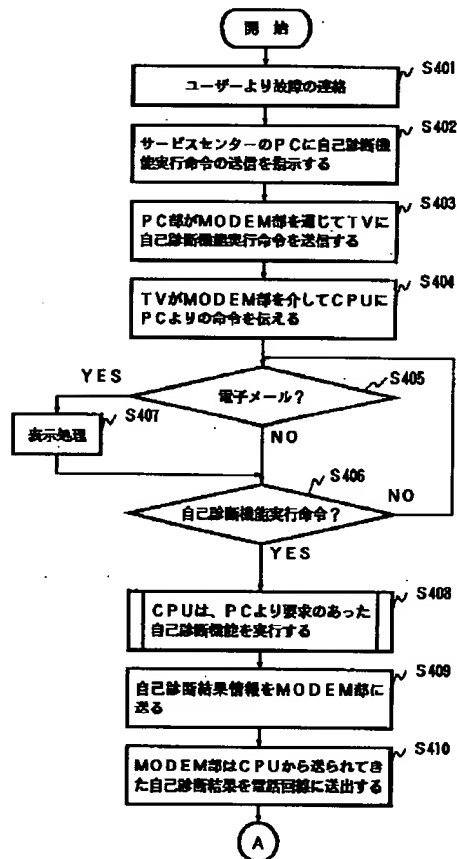 開始
S401
ユーザーより故障の連絡
S402
サービスセンターのPCに自己診断機
能実行命令の送信を指示する
S403
PC部がMODEM部を通じてTVに
自己診断機能実行命令を送信する
S404
TVがMODEM部を介してCPUに
PCよりの命令を伝える
YES
S405
電子メール?
S407
表示処理
NO
S406
NO
自己診断機能実行命令?
YES
S408
CPUは、PCより要求のあった
自己診断機能を実行する
S409
自己診断結果情報をMODEM部に
送る
S410
MODEM部はCPUから送られてき
た自己診断結果を電話回線に送出する
A